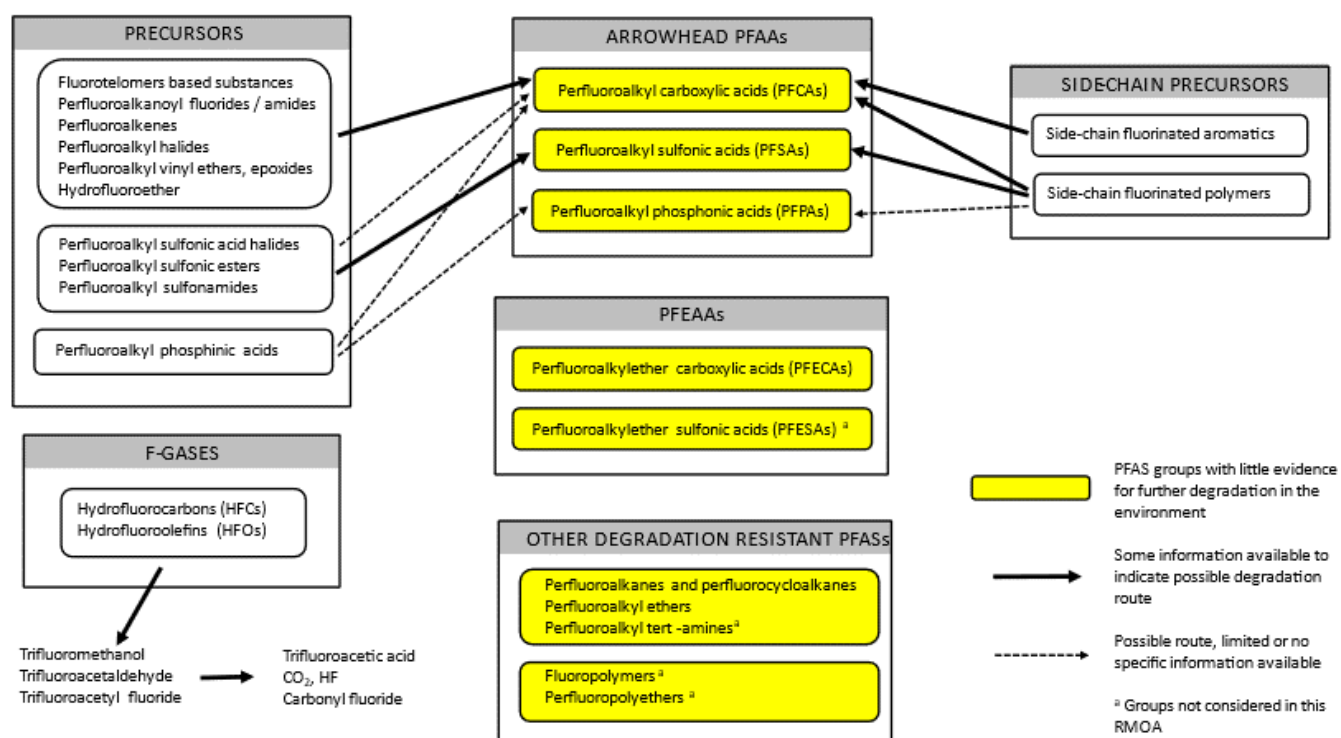 PRECURSORS
Fluorotelomers based substances
Perfluoroalkanoyl fluorides / amides
Perfluoroalkenes
Perfluoroalkyl halides
Perfluoroalkyl vinyl ethers, epoxides
Hydrofluoroether
Perfluoroalkyl sulfonic acid halides
Perfluoroalkyl sulfonic esters
Perfluoroalkyl sulfonamides
Perfluoroalkyl phosphinic acids
F-GASES
Hydrofluorocarbons (HFCs)
Hydrofluoroolefins (HFOs)
Trifluoromethanol
Trifluoroacetaldehyde
Trifluoroacetyl fluoride
Trifluoroacetic acid
CO₂, HF
Carbonyl fluoride
ARROWHEAD PFAAs
Perfluoroalkyl carboxylic acids (PFCAs)
Perfluoroalkyl sulfonic acids (PFSAs)
Perfluoroalkyl phosphonic acids (PFPAs)
PFEAAs
Perfluoroalkylether carboxylic acids (PFECAs)
Perfluoroalkylether sulfonic acids (PFESAs) ᵃ
OTHER DEGRADATION RESISTANT PFASs
Perfluoroalkanes and perfluorocycloalkanes
Perfluoroalkyl ethers
Perfluoroalkyl tert -aminesᵃ
Fluoropolymers ᵃ
Perfluoropolyethers ᵃ
SIDECHAIN PRECURSORS
Side-chain fluorinated aromatics
Side-chain fluorinated polymers
PFAS groups with little evidence
for further degradation in the
environment
Some information available to
indicate possible degradation
route
Possible route, limited or no
specific information available
ᵃ Groups not considered in this
RMOA